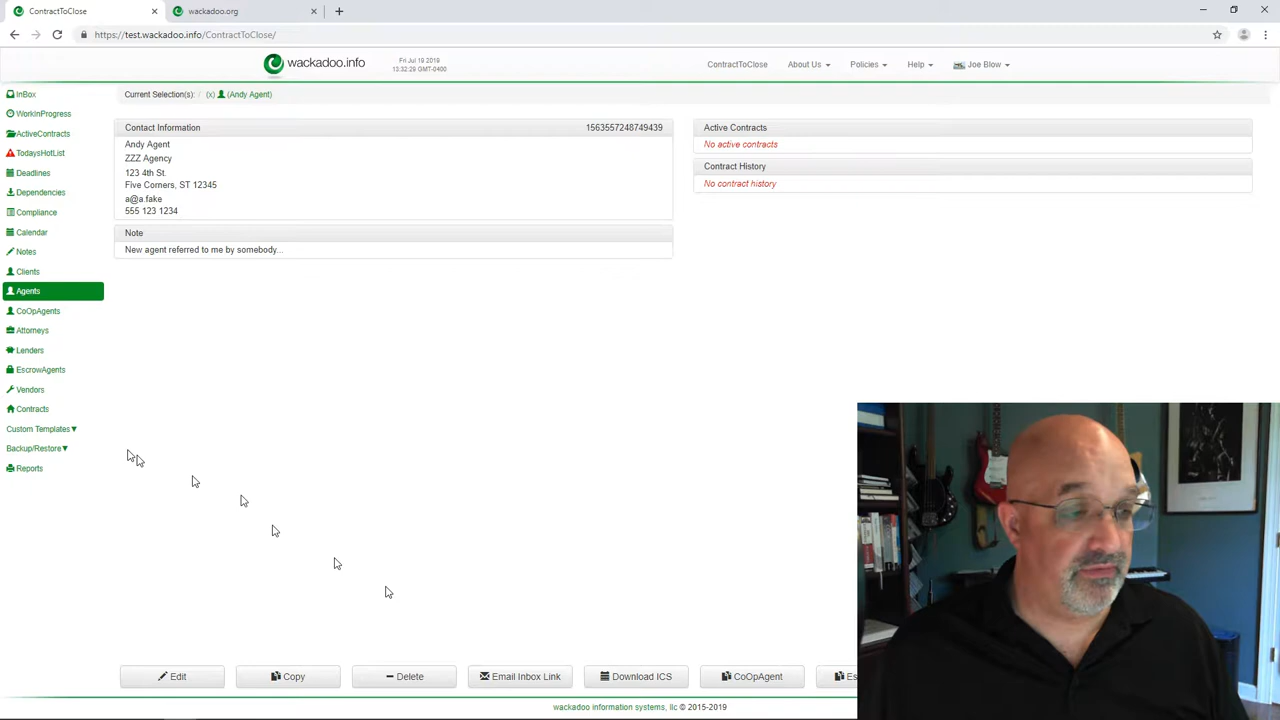 ContractToClose
wackadoo.org
https://test.wackadoo.info/ContractToClose/
wackadoo.info
Fri Jul 19 2019
13:32:29 GMT-0400
ContractToClose
About Us
Policies
Help
Joe Blow
InBox
WorkInProgress
ActiveContracts
TodaysHotList
Deadlines
Dependencies
Compliance
Calendar
Notes
Clients
Agents
CoOpAgents
Attorneys
Lenders
EscrowAgents
Vendors
Contracts
Custom Templates▼
Backup/Restore▼
Reports
Current Selection(s): / (x) (Andy Agent)
Contact Information 1563557248749439
Andy Agent
ZZZ Agency
123 4th St.
Five Corners, ST 12345
a@a.fake
555 123 1234
Note
New agent referred to me by somebody...
Active Contracts
No active contracts
Contract History
No contract history
Edit
Copy
Delete
Email Inbox Link
Download ICS
CoOpAgent
wackadoo information systems, llc © 2015-2019